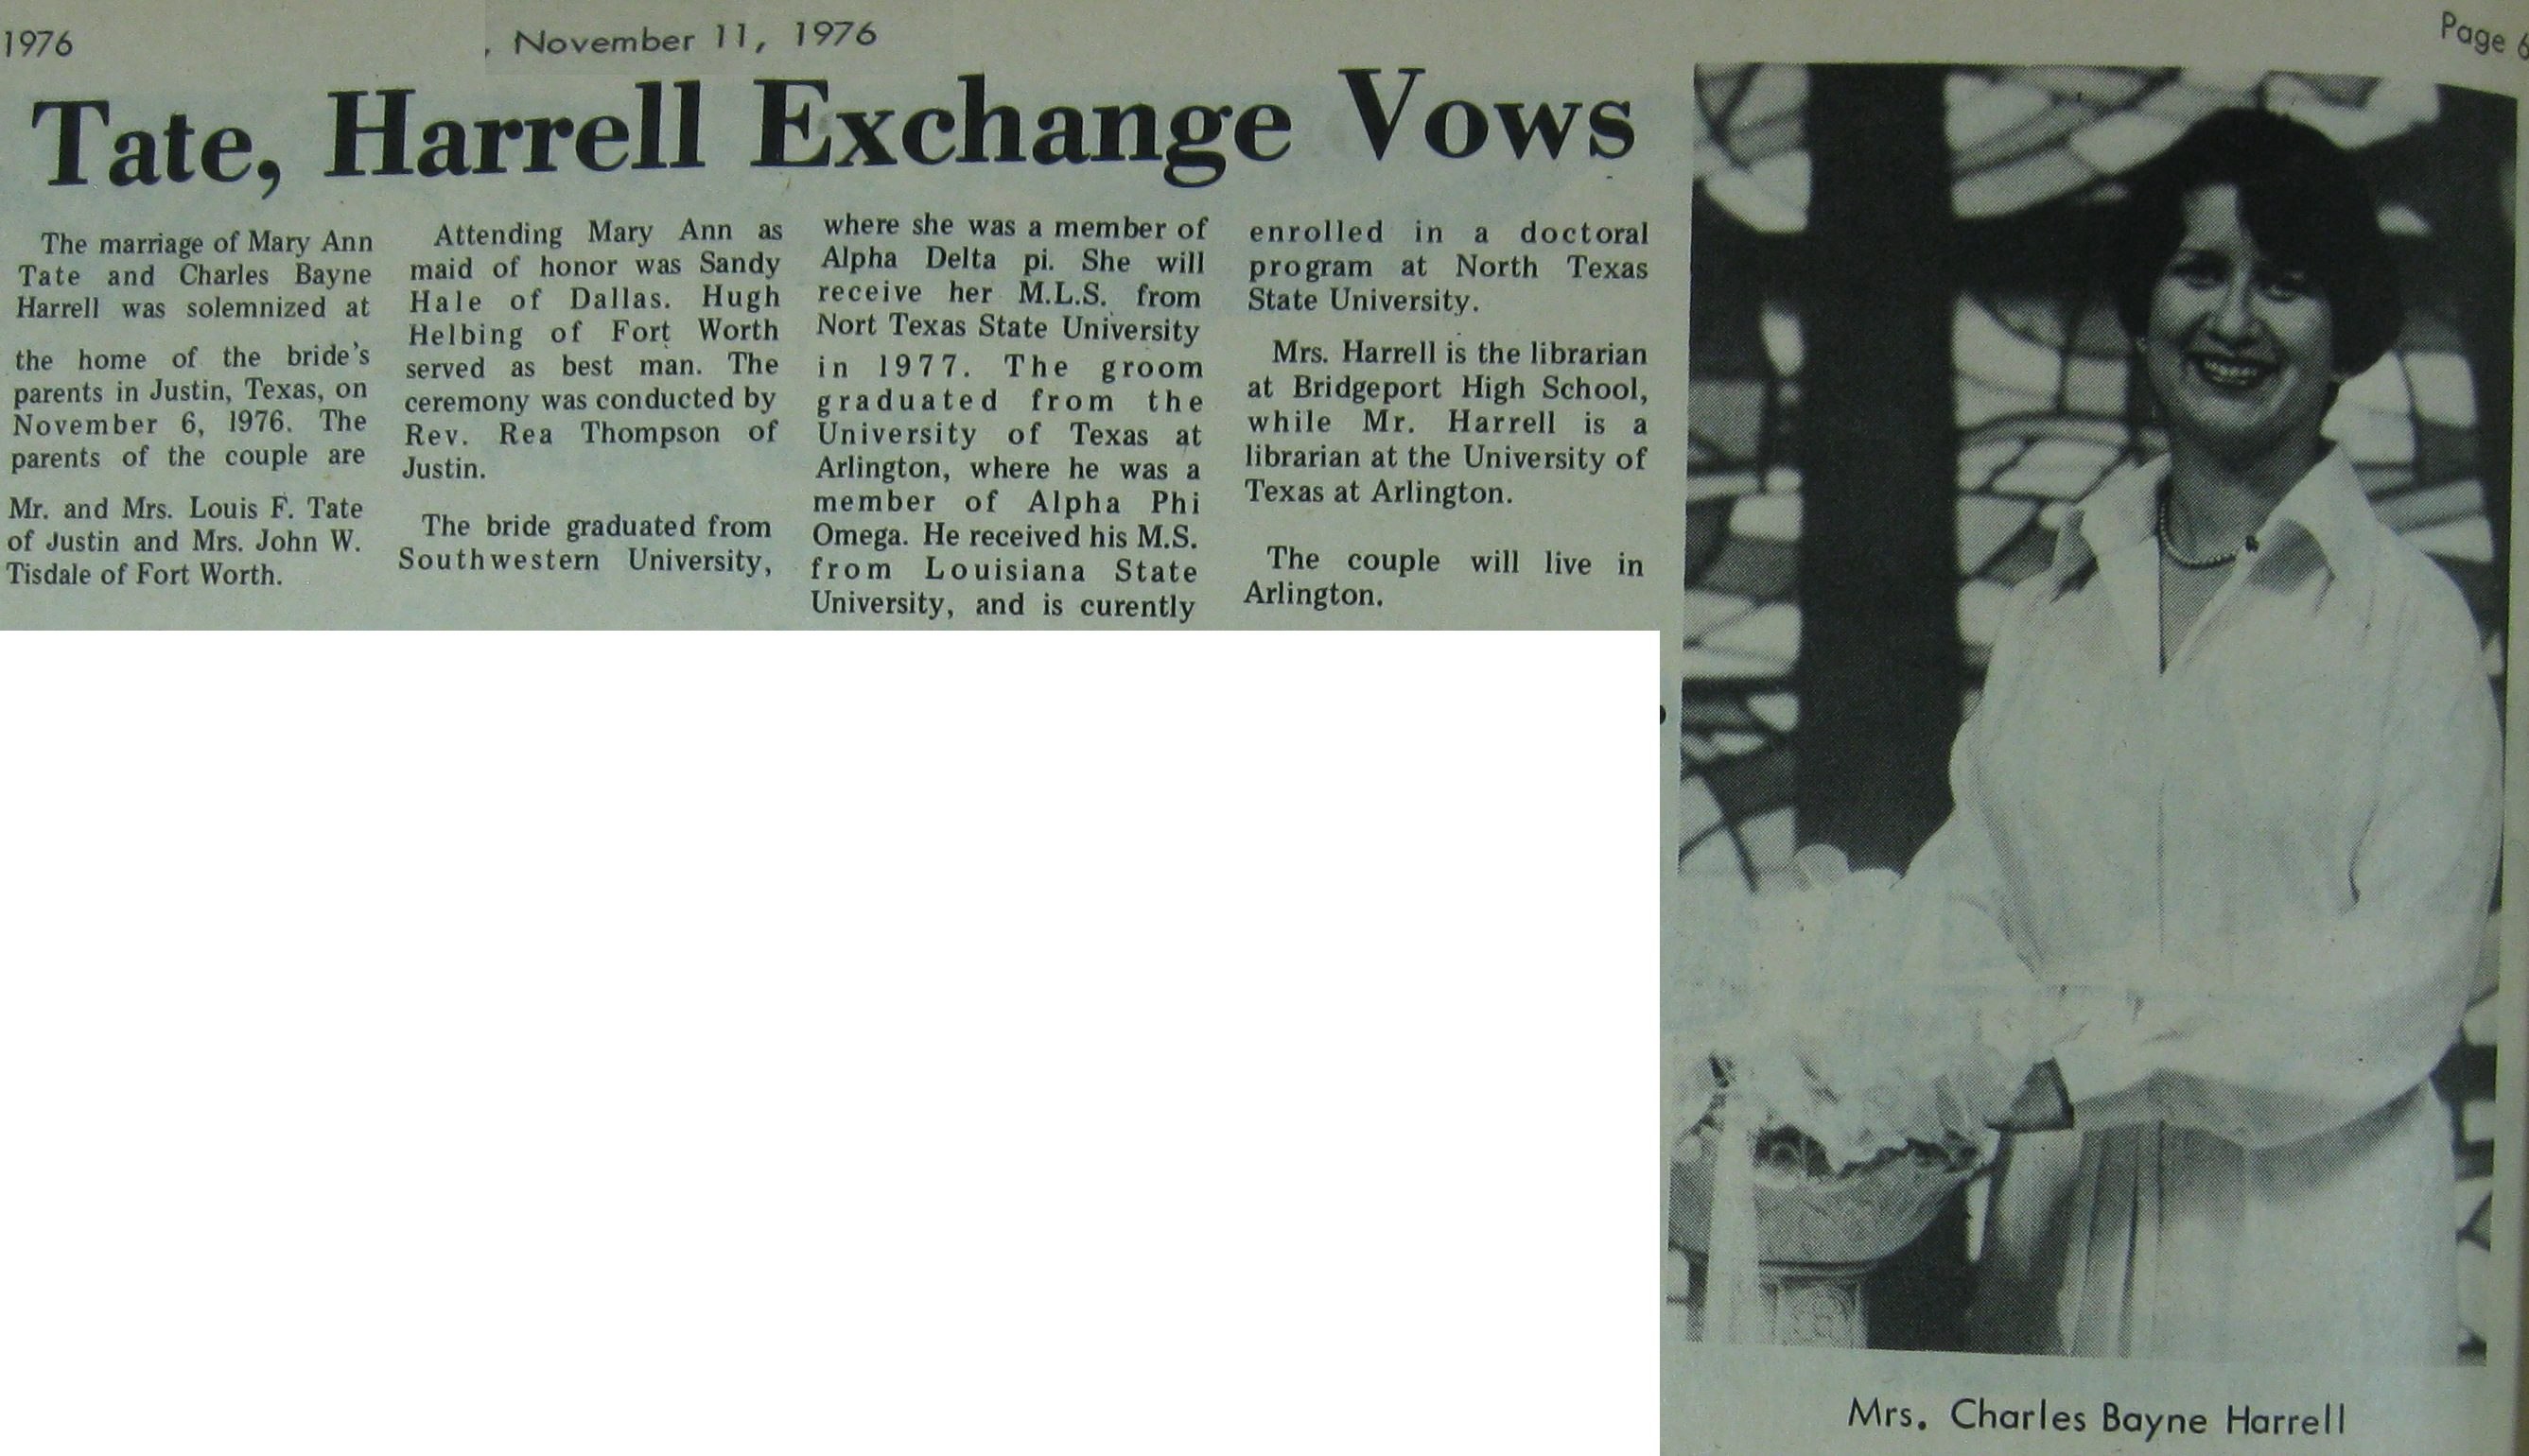 1976
, November 11, 1976
Page 6
Tate, Harrell Exchange Vows
The marriage of Mary Ann
Tate and Charles Bayne
Harrell was solemnized at
the home of the bride's
parents in Justin, Texas, on
November 6, 1976. The
parents of the couple are
Mr. and Mrs. Louis F. Tate
of Justin and Mrs. John W.
Tisdale of Fort Worth.
Attending Mary Ann as
maid of honor was Sandy
Hale of Dallas. Hugh
Helbing of Fort Worth
served as best man. The
ceremony was conducted by
Rev. Rea Thompson of
Justin.
The bride graduated from
Southwestern University,
where she was a member of
Alpha Delta pi. She will
receive her M.L.S. from
Nort Texas State University
in 1977. The groom
graduated from the
University of Texas at
Arlington, where he was a
member of Alpha Phi
Omega. He received his M.S.
from Louisiana State
University, and is curently
enrolled in a doctoral
program at North Texas
State University.
Mrs. Harrell is the librarian
at Bridgeport High School,
while Mr. Harrell is a
librarian at the University of
Texas at Arlington.
The couple will live in
Arlington.
Mrs. Charles Bayne Harrell